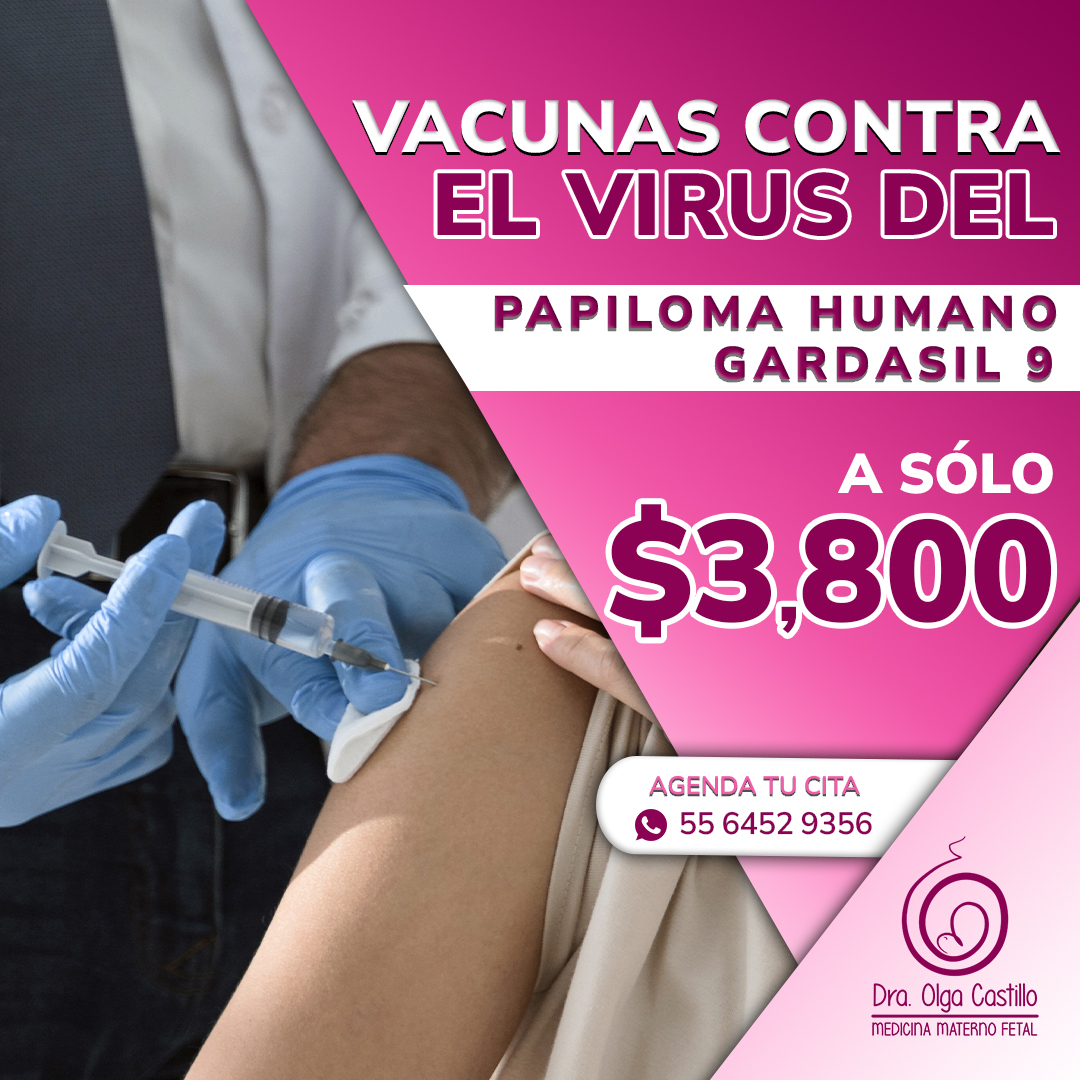 VACUNAS CONTRA
EL VIRUS DEL
PAPILOMA HUMANO
GARDASIL 9
A SÓLO
$3,800
AGENDA TU CITA
55 6452 9356
Dra. Olga Castillo
MEDICINA MATERNO FETAL